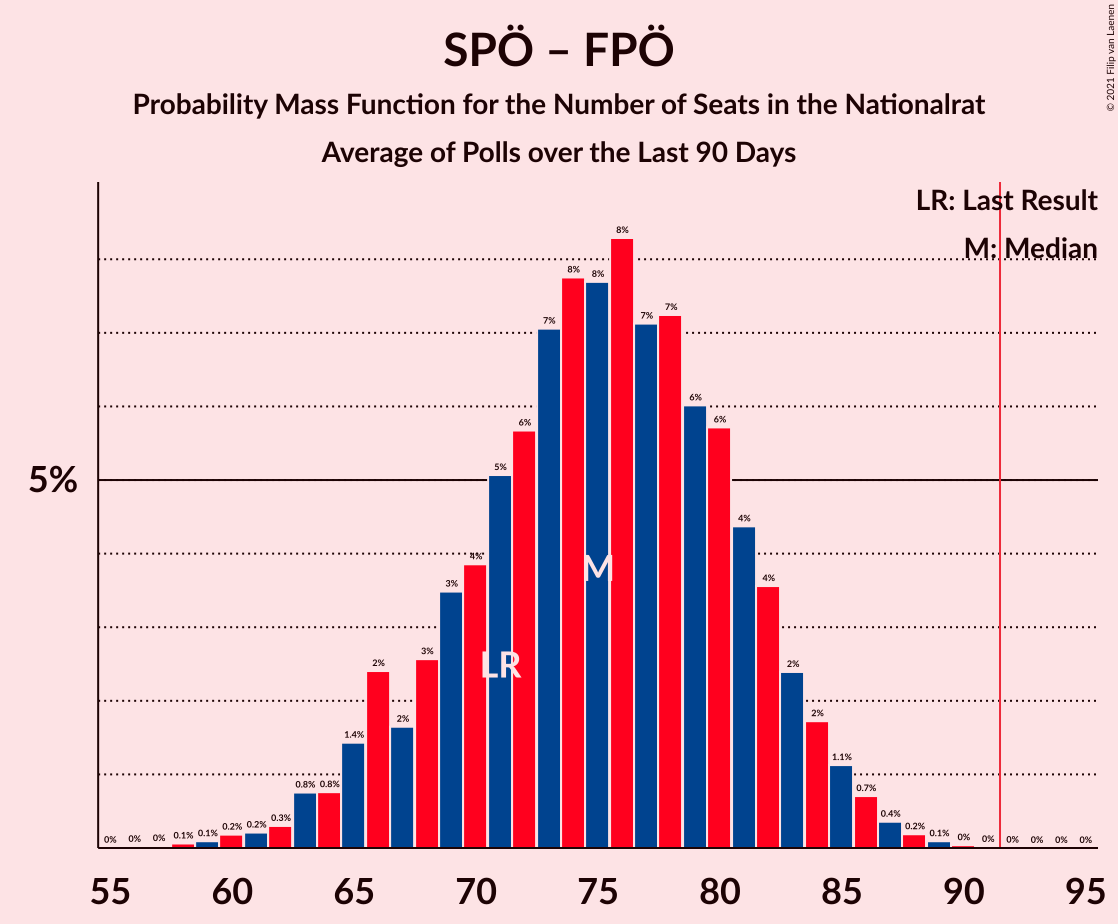 SPÖ – FPÖ
Probability Mass Function for the Number of Seats in the Nationalrat
Average of Polls over the Last 90 Days
© 2021 Filip van Laenen
LR: Last Result
M: Median
5%
0% 0% 0% 0.1% 0.1% 0.2% 0.2% 0.3% 0.8% 0.8% 1.4% 2% 2% 3% 3% 4% 5% 6% 7% 8% 8% 8% 7% 7% 6% 6% 4% 4% 2% 2% 1.1% 0.7% 0.4% 0.2% 0.1% 0% 0% 0% 0% 0% 0%
M
LR
55 60 65 70 75 80 85 90 95